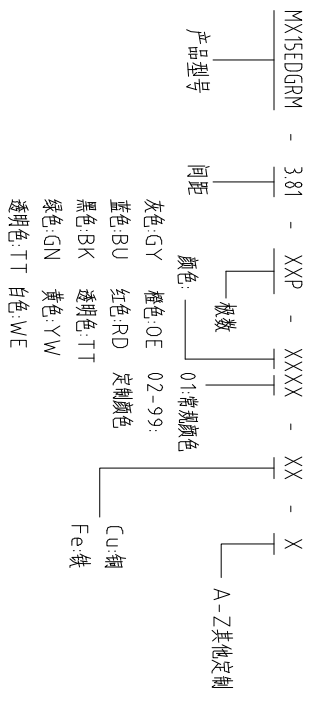 MX15EDGRM - 3.81 - XXP - XXXX - XX - X
产品型号
间距
极数
颜色:
灰色:GY 橙色:OE
蓝色:BU 红色:RD
黑色:BK 透明色:TT
绿色:GN 黄色:YW
透明色:TT 白色:WE
01:常规颜色
02-99:
定制颜色
Cu:铜
Fe:铁
A-Z其他定制